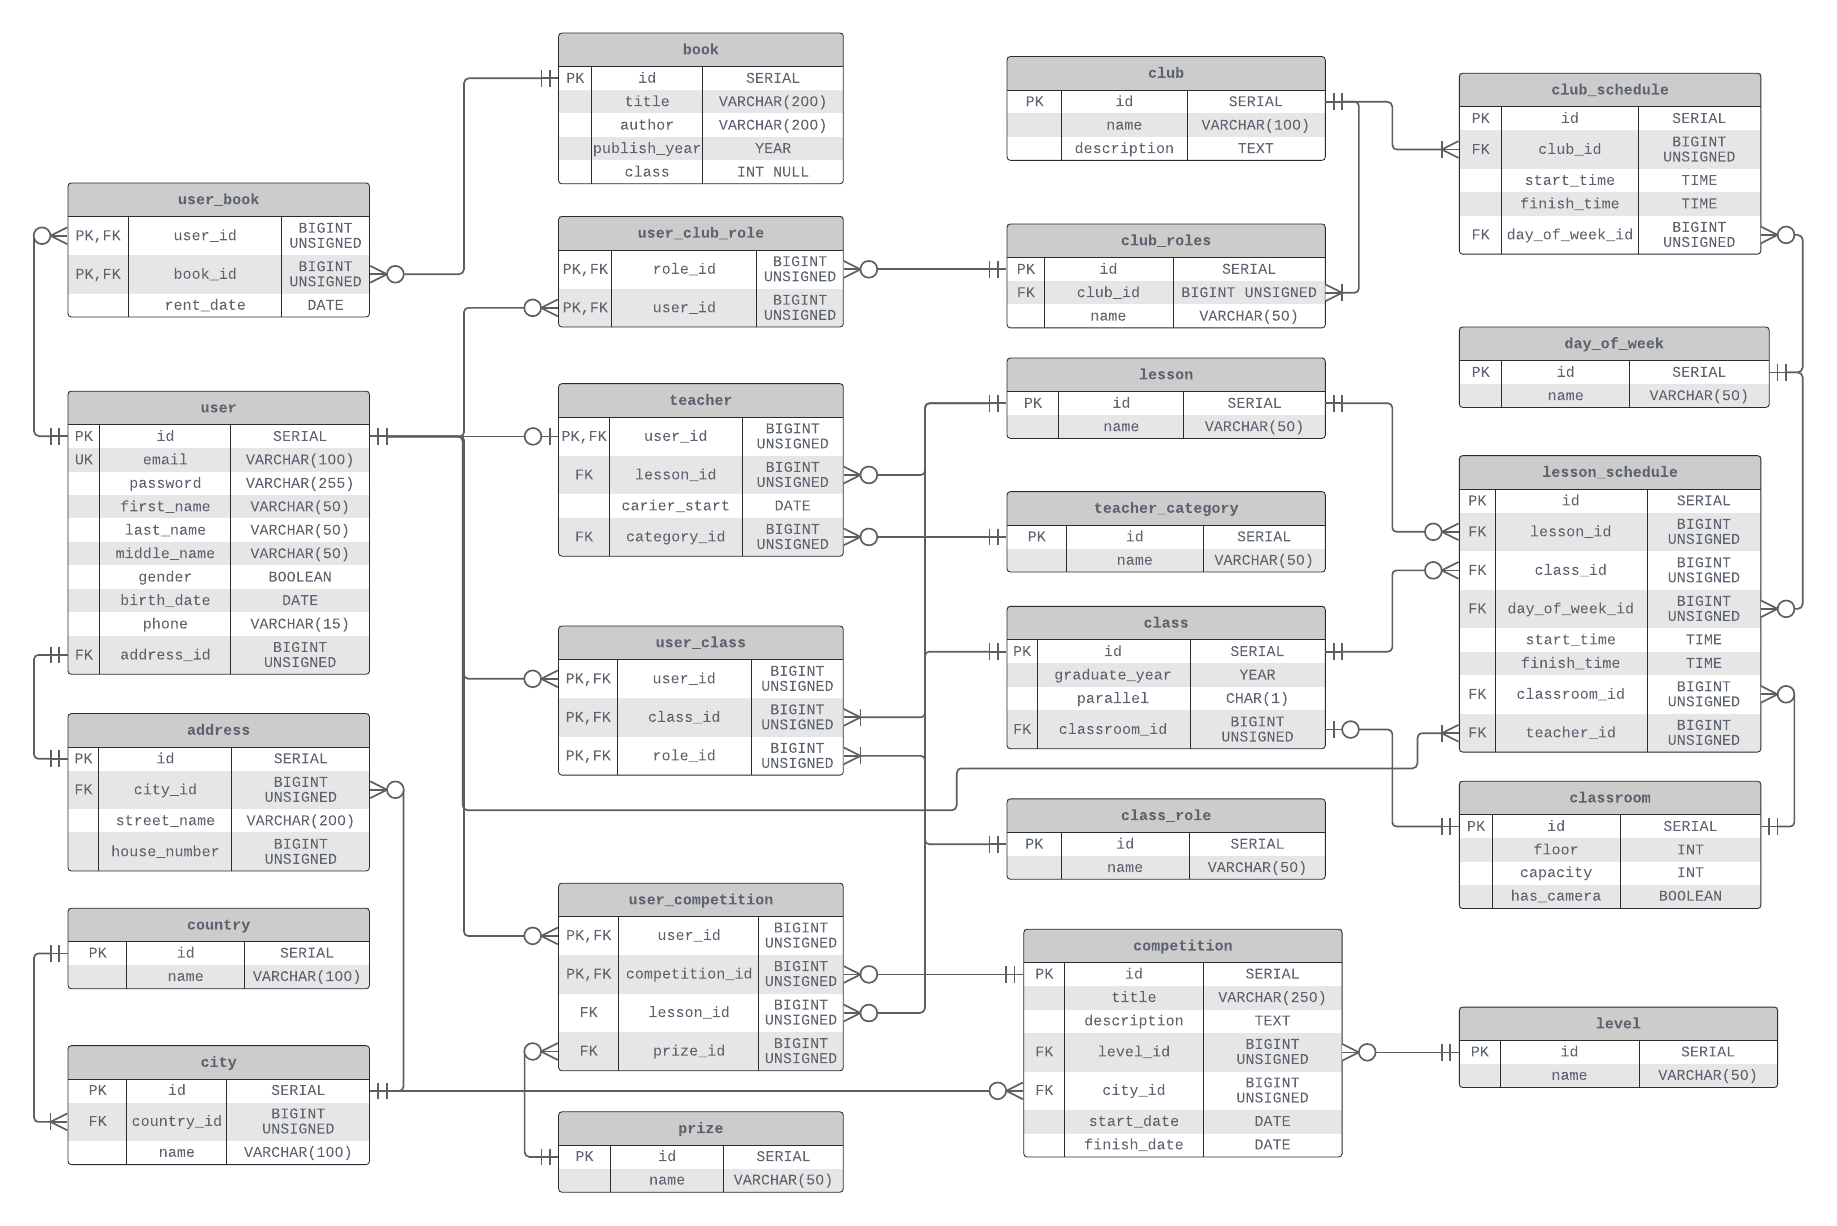 book
PK id SERIAL
title VARCHAR(200)
author VARCHAR(200)
publish_year YEAR
class INT NULL
club
PK id SERIAL
name VARCHAR(100)
description TEXT
club_schedule
PK id SERIAL
FK club_id BIGINT
UNSIGNED
start_time TIME
finish_time TIME
FK day_of_week_id BIGINT
UNSIGNED
user_book
PK,FK user_id BIGINT
UNSIGNED
PK,FK book_id BIGINT
UNSIGNED
rent_date DATE
user_club_role
PK,FK role_id BIGINT
UNSIGNED
PK,FK user_id BIGINT
UNSIGNED
club_roles
PK id SERIAL
FK club_id BIGINT UNSIGNED
name VARCHAR(50)
day_of_week
PK id SERIAL
name VARCHAR(50)
user
PK id SERIAL
UK email VARCHAR(100)
password VARCHAR(255)
first_name VARCHAR(50)
last_name VARCHAR(50)
middle_name VARCHAR(50)
gender BOOLEAN
birth_date DATE
phone VARCHAR(15)
FK address_id BIGINT
UNSIGNED
teacher
PK,FK user_id BIGINT
UNSIGNED
FK lesson_id BIGINT
UNSIGNED
carier_start DATE
FK category_id BIGINT
UNSIGNED
lesson
PK id SERIAL
name VARCHAR(50)
teacher_category
PK id SERIAL
name VARCHAR(50)
lesson_schedule
PK id SERIAL
FK lesson_id BIGINT
UNSIGNED
FK class_id BIGINT
UNSIGNED
FK day_of_week_id BIGINT
UNSIGNED
start_time TIME
finish_time TIME
FK classroom_id BIGINT
UNSIGNED
FK teacher_id BIGINT
UNSIGNED
user_class
PK,FK user_id BIGINT
UNSIGNED
PK,FK class_id BIGINT
UNSIGNED
PK,FK role_id BIGINT
UNSIGNED
class
PK id SERIAL
graduate_year YEAR
parallel CHAR(1)
FK classroom_id BIGINT
UNSIGNED
address
PK id SERIAL
FK city_id BIGINT
UNSIGNED
street_name VARCHAR(200)
house_number BIGINT
UNSIGNED
class_role
PK id SERIAL
name VARCHAR(50)
classroom
PK id SERIAL
floor INT
capacity INT
has_camera BOOLEAN
country
PK id SERIAL
name VARCHAR(100)
user_competition
PK,FK user_id BIGINT
UNSIGNED
PK,FK competition_id BIGINT
UNSIGNED
FK lesson_id BIGINT
UNSIGNED
FK prize_id BIGINT
UNSIGNED
competition
PK id SERIAL
title VARCHAR(250)
description TEXT
FK level_id BIGINT
UNSIGNED
FK city_id BIGINT
UNSIGNED
start_date DATE
finish_date DATE
level
PK id SERIAL
name VARCHAR(50)
city
PK id SERIAL
FK country_id BIGINT
UNSIGNED
name VARCHAR(100)
prize
PK id SERIAL
name VARCHAR(50)